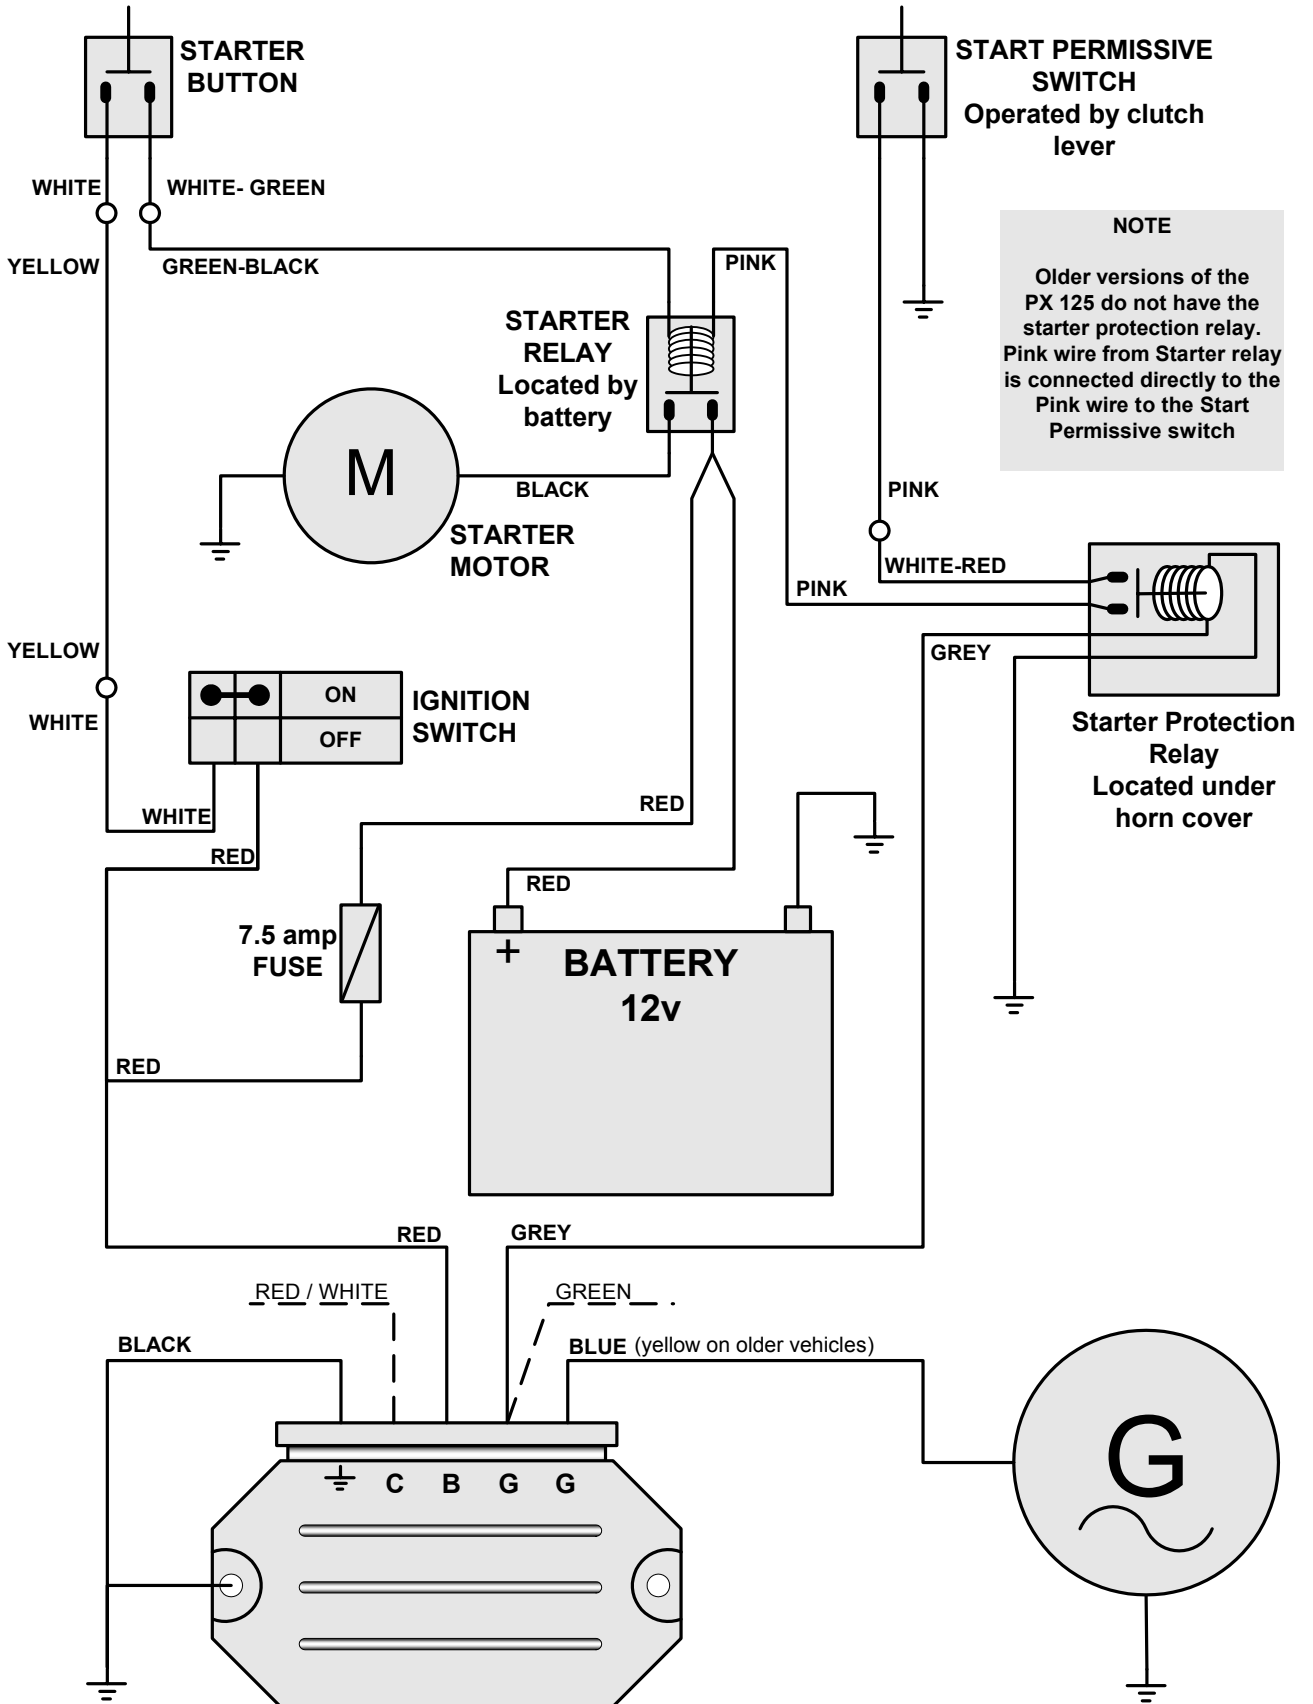 STARTER
BUTTON
START PERMISSIVE
SWITCH
Operated by clutch
lever
WHITE
WHITE- GREEN
YELLOW
GREEN-BLACK
PINK
NOTE
Older versions of the
PX 125 do not have the
starter protection relay.
Pink wire from Starter relay
is connected directly to the
Pink wire to the Start
Permissive switch
STARTER
RELAY
Located by
battery
M
BLACK
STARTER
MOTOR
PINK
WHITE-RED
PINK
GREY
YELLOW
WHITE
ON
OFF
IGNITION
SWITCH
Starter Protection
Relay
Located under
horn cover
WHITE
RED
RED
RED
7.5 amp
FUSE
+
BATTERY
12v
RED
RED
GREY
RED / WHITE
GREEN
BLACK
BLUE (yellow on older vehicles)
G
C B G G